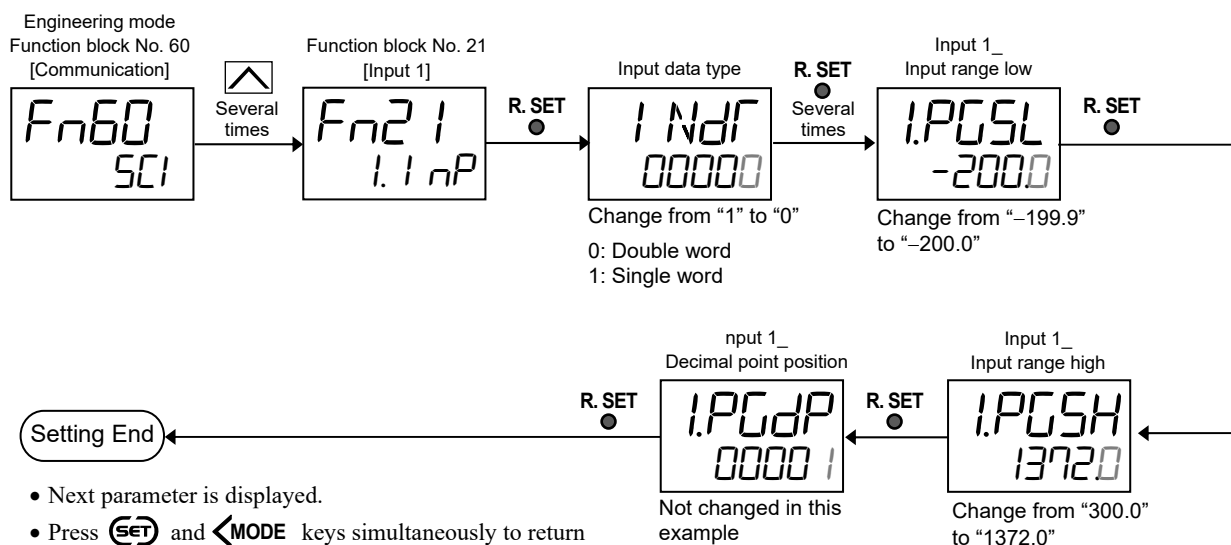 Engineering mode
Function block No. 60
[Communication]
Fn60
SCI
Several
times
Function block No. 21
[Input 1]
Fn21
1.InP
R. SET
Input data type
INdT
00000
Change from “1” to “0”
0: Double word
1: Single word
R. SET
Several
times
Input 1_
Input range low
1.PGSL
-200.0
Change from “−199.9”
to “−200.0”
R. SET
Input 1_
Input range high
1.PGSH
1372.0
Change from “300.0”
to “1372.0”
R. SET
nput 1_
Decimal point position
1.PGdP
00001
Not changed in this
example
R. SET
Setting End
• Next parameter is displayed.
• Press SET and <MODE keys simultaneously to return